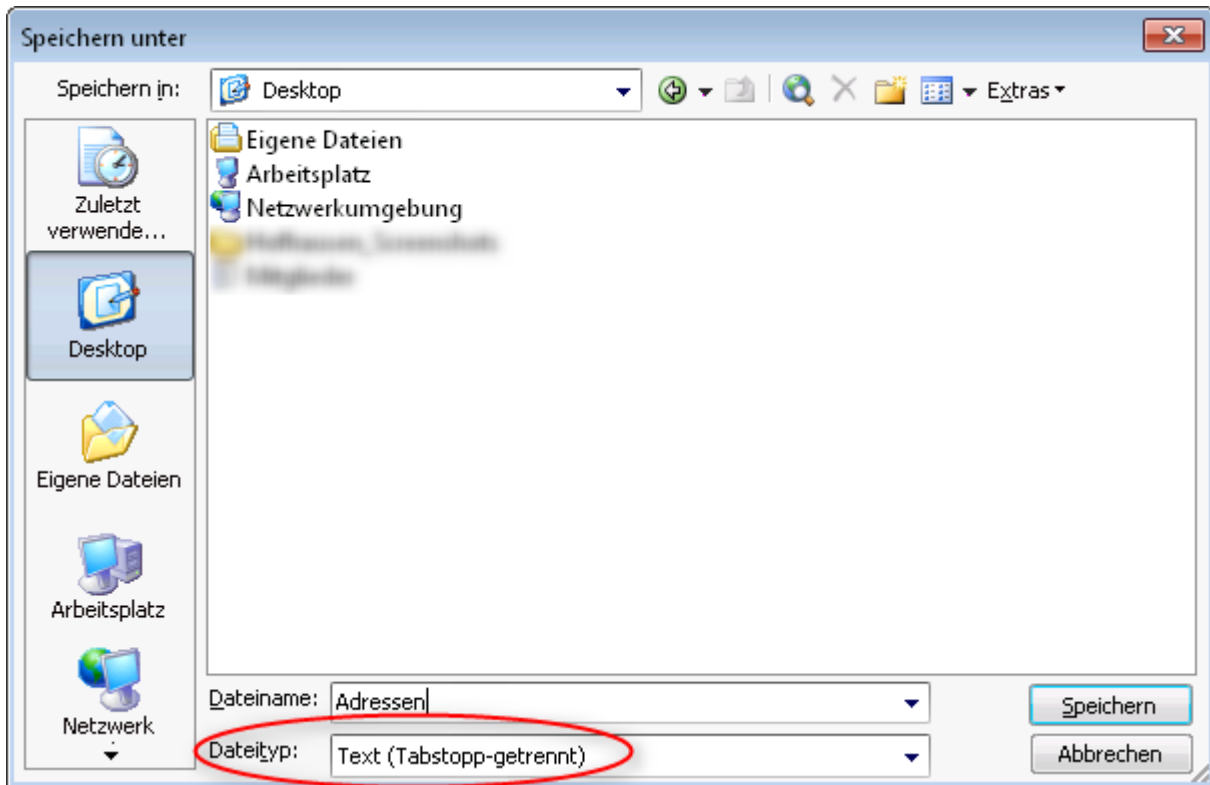 Speichern unter
Speichern in:
Desktop
Extras
Zuletzt
verwende...
Desktop
Eigene Dateien
Arbeitsplatz
Netzwerk
Eigene Dateien
Arbeitsplatz
Netzwerkumgebung
Mitglieder
Dateiname:
Adressen
Speichern
Dateityp:
Text (Tabstopp-getrennt)
Abbrechen